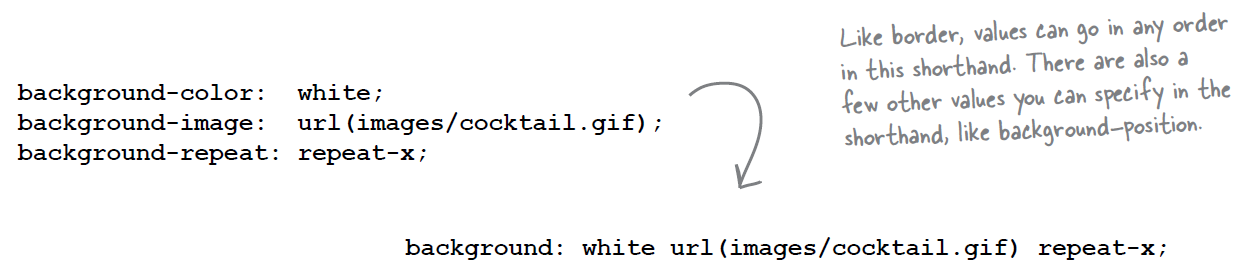 background-color:  white;
background-image:  url(images/cocktail.gif);
background-repeat: repeat-x;
Like border, values can go in any order
in this shorthand. There are also a
few other values you can specify in the
shorthand, like background-position.
background: white url(images/cocktail.gif) repeat-x;